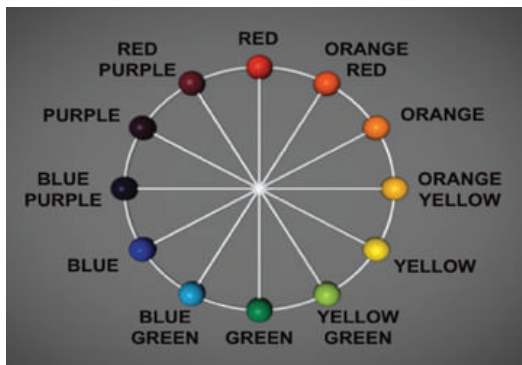 RED
ORANGE
RED
ORANGE
ORANGE
YELLOW
YELLOW
YELLOW
GREEN
GREEN
BLUE
GREEN
BLUE
BLUE
PURPLE
PURPLE
RED
PURPLE